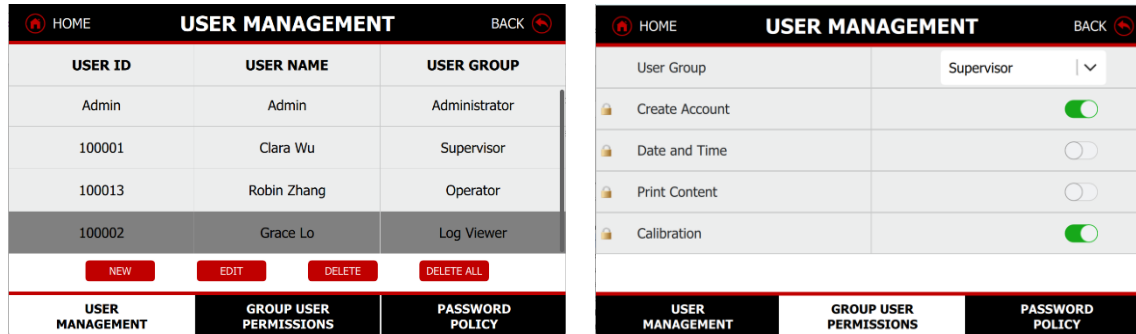 HOME USER MANAGEMENT BACK
USER ID USER NAME USER GROUP
Admin Admin Administrator
100001 Clara Wu Supervisor
100013 Robin Zhang Operator
100002 Grace Lo Log Viewer
NEW EDIT DELETE DELETE ALL
USER MANAGEMENT GROUP USER PERMISSIONS PASSWORD POLICY
HOME USER MANAGEMENT BACK
User Group Supervisor
Create Account
Date and Time
Print Content
Calibration
USER MANAGEMENT GROUP USER PERMISSIONS PASSWORD POLICY